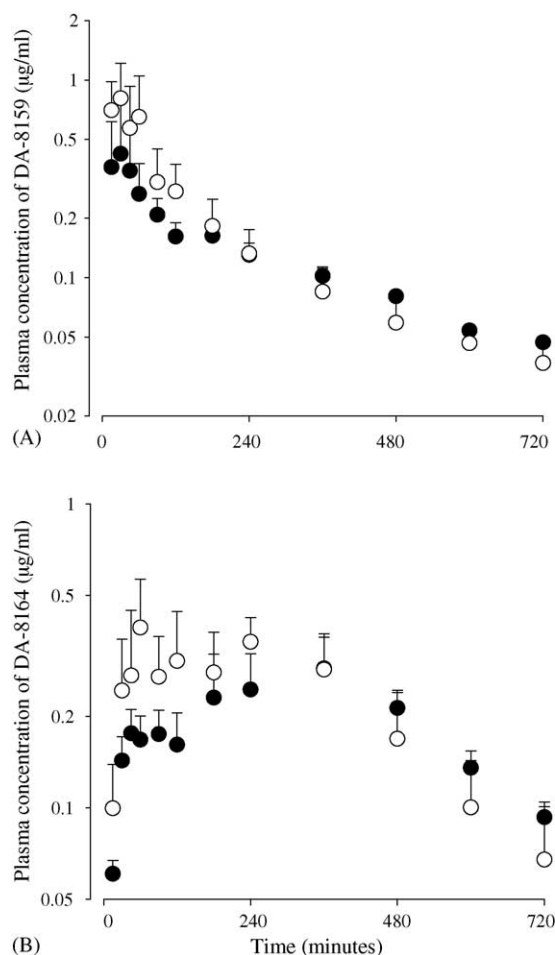 2
1
0.5
0.2
0.1
0.05
0.02
Plasma concentration of DA-8159 (μg/ml)
0 240 480 720
(A)
1
0.5
0.2
0.1
0.05
Plasma concentration of DA-8164 (μg/ml)
0 240 480 720
(B) Time (minutes)